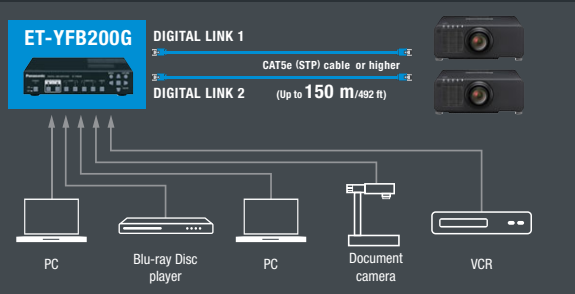 ET-YFB200G
DIGITAL LINK 1
CAT5e (STP) cable or higher
DIGITAL LINK 2
(Up to 150 m/492 ft)
Panasonic
PC
Blu-ray Disc
player
PC
Document
camera
VCR